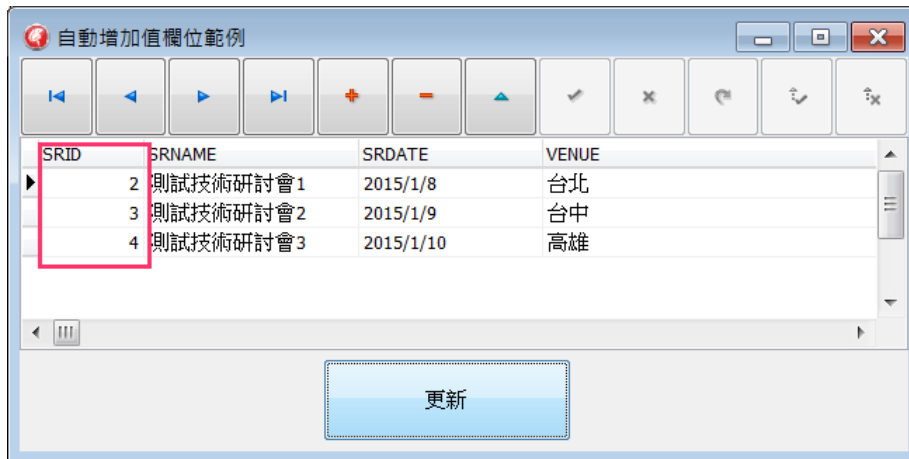 自動增加值欄位範例
SRID SRNAME SRDATE VENUE
2 測試技術研討會1 2015/1/8 台北
3 測試技術研討會2 2015/1/9 台中
4 測試技術研討會3 2015/1/10 高雄
更新